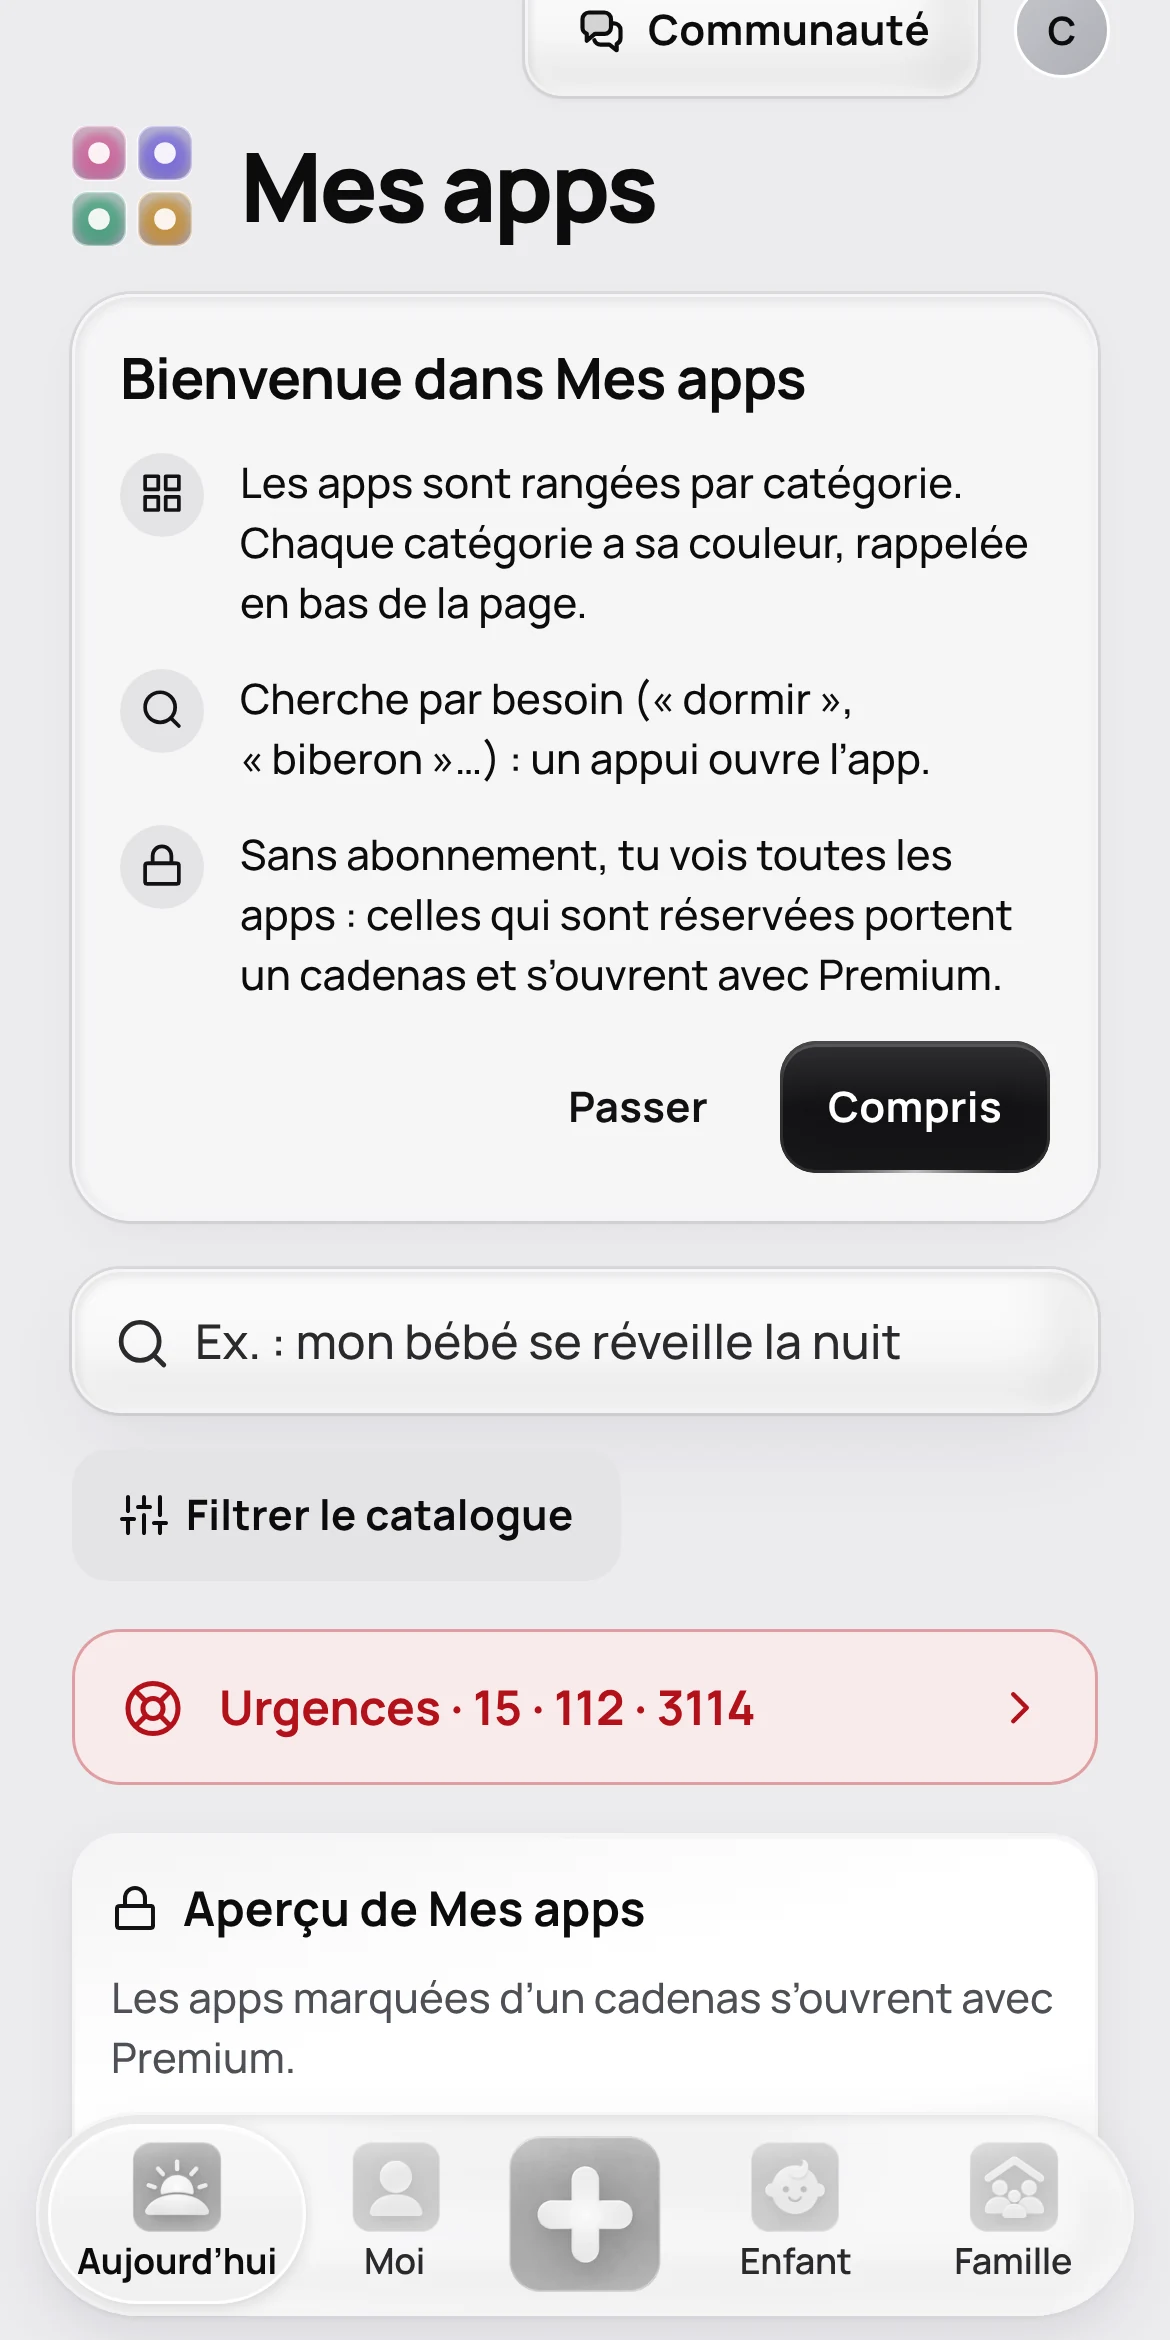 Communauté
C
Mes apps
Bienvenue dans Mes apps
Les apps sont rangées par catégorie.
Chaque catégorie a sa couleur, rappelée
en bas de la page.
Cherche par besoin (« dormir »,
« biberon »…) : un appui ouvre l’app.
Sans abonnement, tu vois toutes les
apps : celles qui sont réservées portent
un cadenas et s’ouvrent avec Premium.
Passer
Compris
Ex. : mon bébé se réveille la nuit
Filtrer le catalogue
Urgences · 15 · 112 · 3114
Aperçu de Mes apps
Les apps marquées d’un cadenas s’ouvrent avec
Premium.
Aujourd’hui
Moi
Enfant
Famille